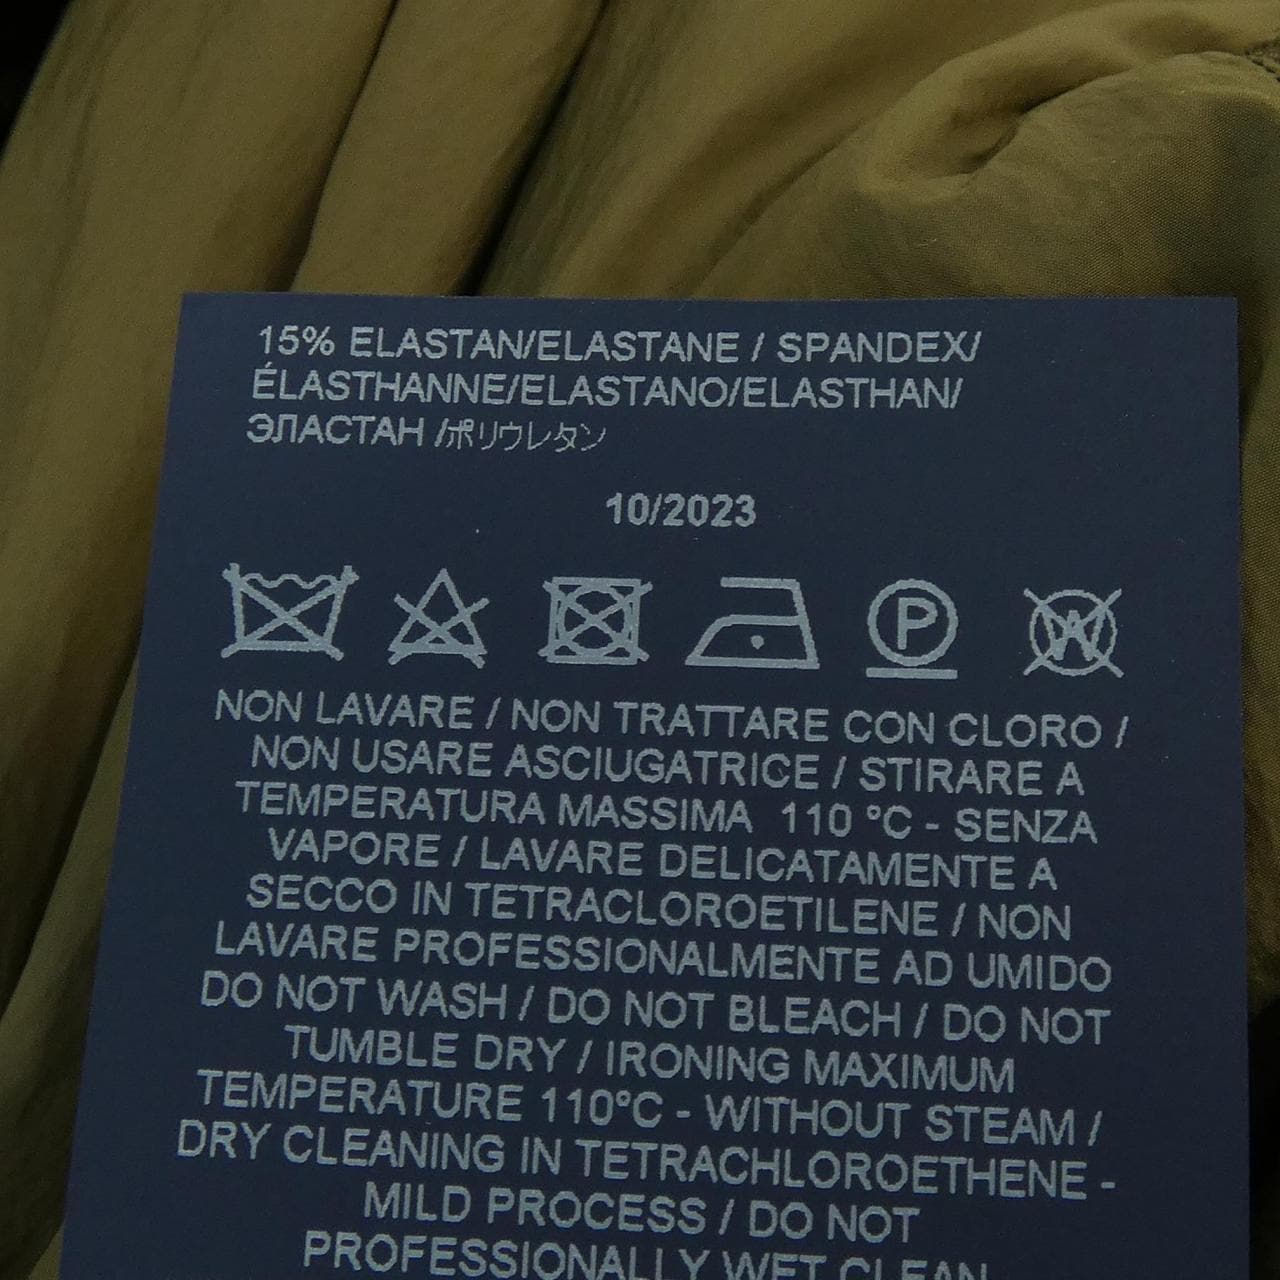 15% ELASTAN/ELASTANE / SPANDEX/
ÉLASTHANNE/ELASTANO/ELASTHAN/
ЭЛАСТАН /ポリウレタン
10/2023
P W
NON LAVARE / NON TRATTARE CON CLORO /
NON USARE ASCIUGATRICE / STIRARE A
TEMPERATURA MASSIMA 110 °C - SENZA
VAPORE / LAVARE DELICATAMENTE A
SECCO IN TETRACLOROETILENE / NON
LAVARE PROFESSIONALMENTE AD UMIDO
DO NOT WASH / DO NOT BLEACH / DO NOT
TUMBLE DRY / IRONING MAXIMUM
TEMPERATURE 110°C - WITHOUT STEAM /
DRY CLEANING IN TETRACHLOROETHENE -
MILD PROCESS / DO NOT
PROFESSIONALLY WET CLEAN